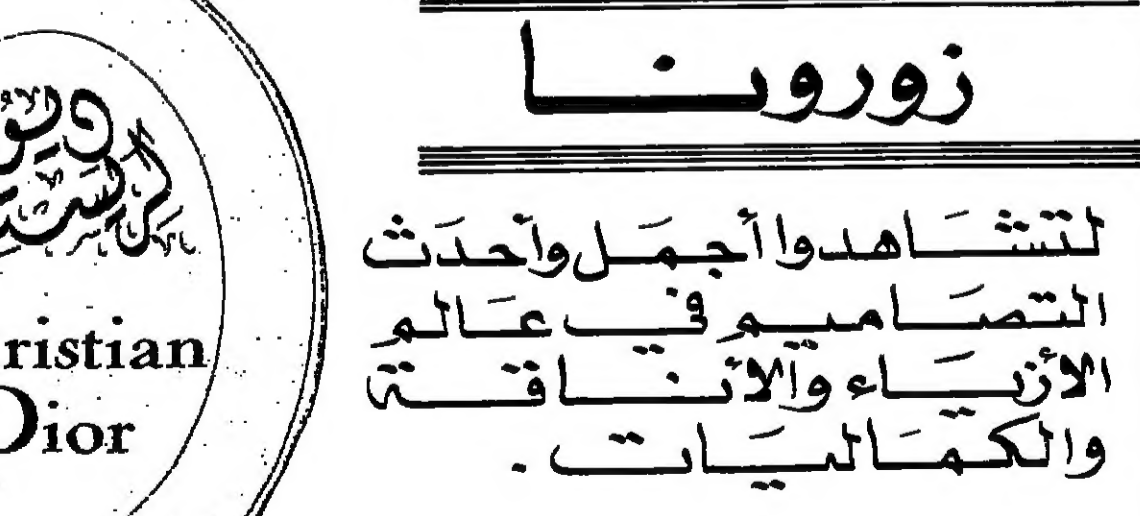 زورونا
لتشاهدوا أجمل وأحدث
التصاميم في عالم
الأزياء والأناقة
والكماليات .
ristian
Dior